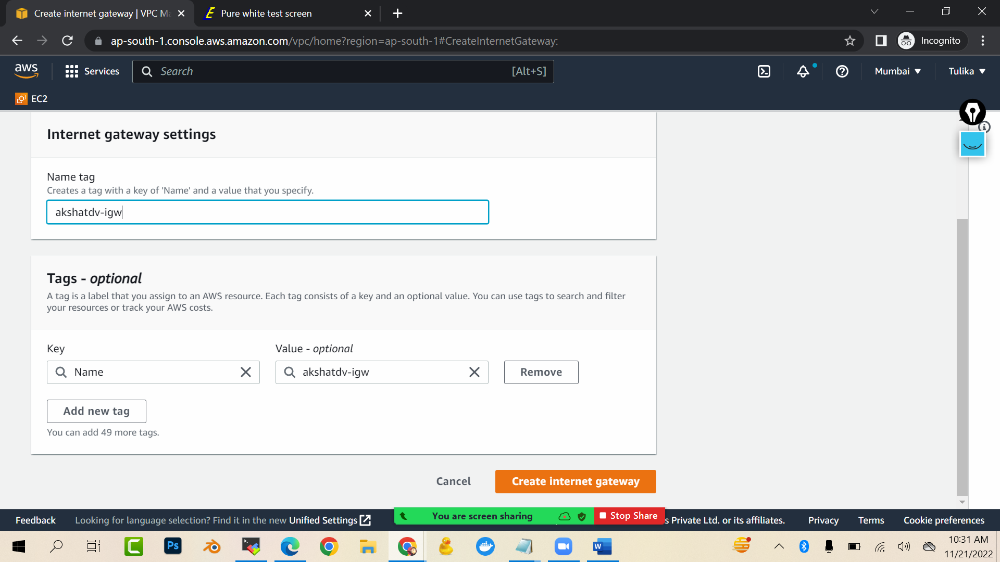 Create internet gateway | VPC Ma
Pure white test screen
ap-south-1.console.aws.amazon.com/vpc/home?region=ap-south-1#CreateInternetGateway:
Incognito
aws
Services
Search
[Alt+S]
Mumbai
Tulika
EC2
Internet gateway settings
Name tag
Creates a tag with a key of 'Name' and a value that you specify.
akshatdv-igw
Tags - optional
A tag is a label that you assign to an AWS resource. Each tag consists of a key and an optional value. You can use tags to search and filter
your resources or track your AWS costs.
Key
Value - optional
Name
akshatdv-igw
Remove
Add new tag
You can add 49 more tags.
Cancel
Create internet gateway
Feedback
Looking for language selection? Find it in the new Unified Settings
You are screen sharing
Stop Share
s Private Ltd. or its affiliates.
Privacy
Terms
Cookie preferences
Ps
W
10:31 AM
11/21/2022